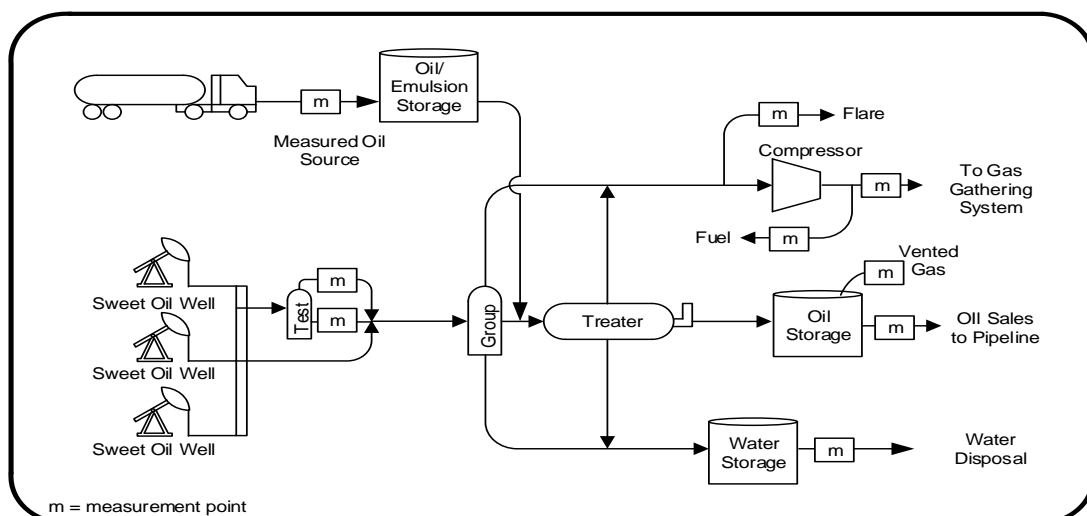 Oil/
Emulsion
Storage
m
Measured Oil
Source
m
Flare
Compressor
m
To Gas
Gathering
System
Fuel
m
Vented
Gas
m
Sweet Oil Well
Test
m
m
Sweet Oil Well
Sweet Oil Well
Group
Treater
Oil
Storage
m
OIl Sales
to Pipeline
Water
Storage
m
Water
Disposal
m = measurement point